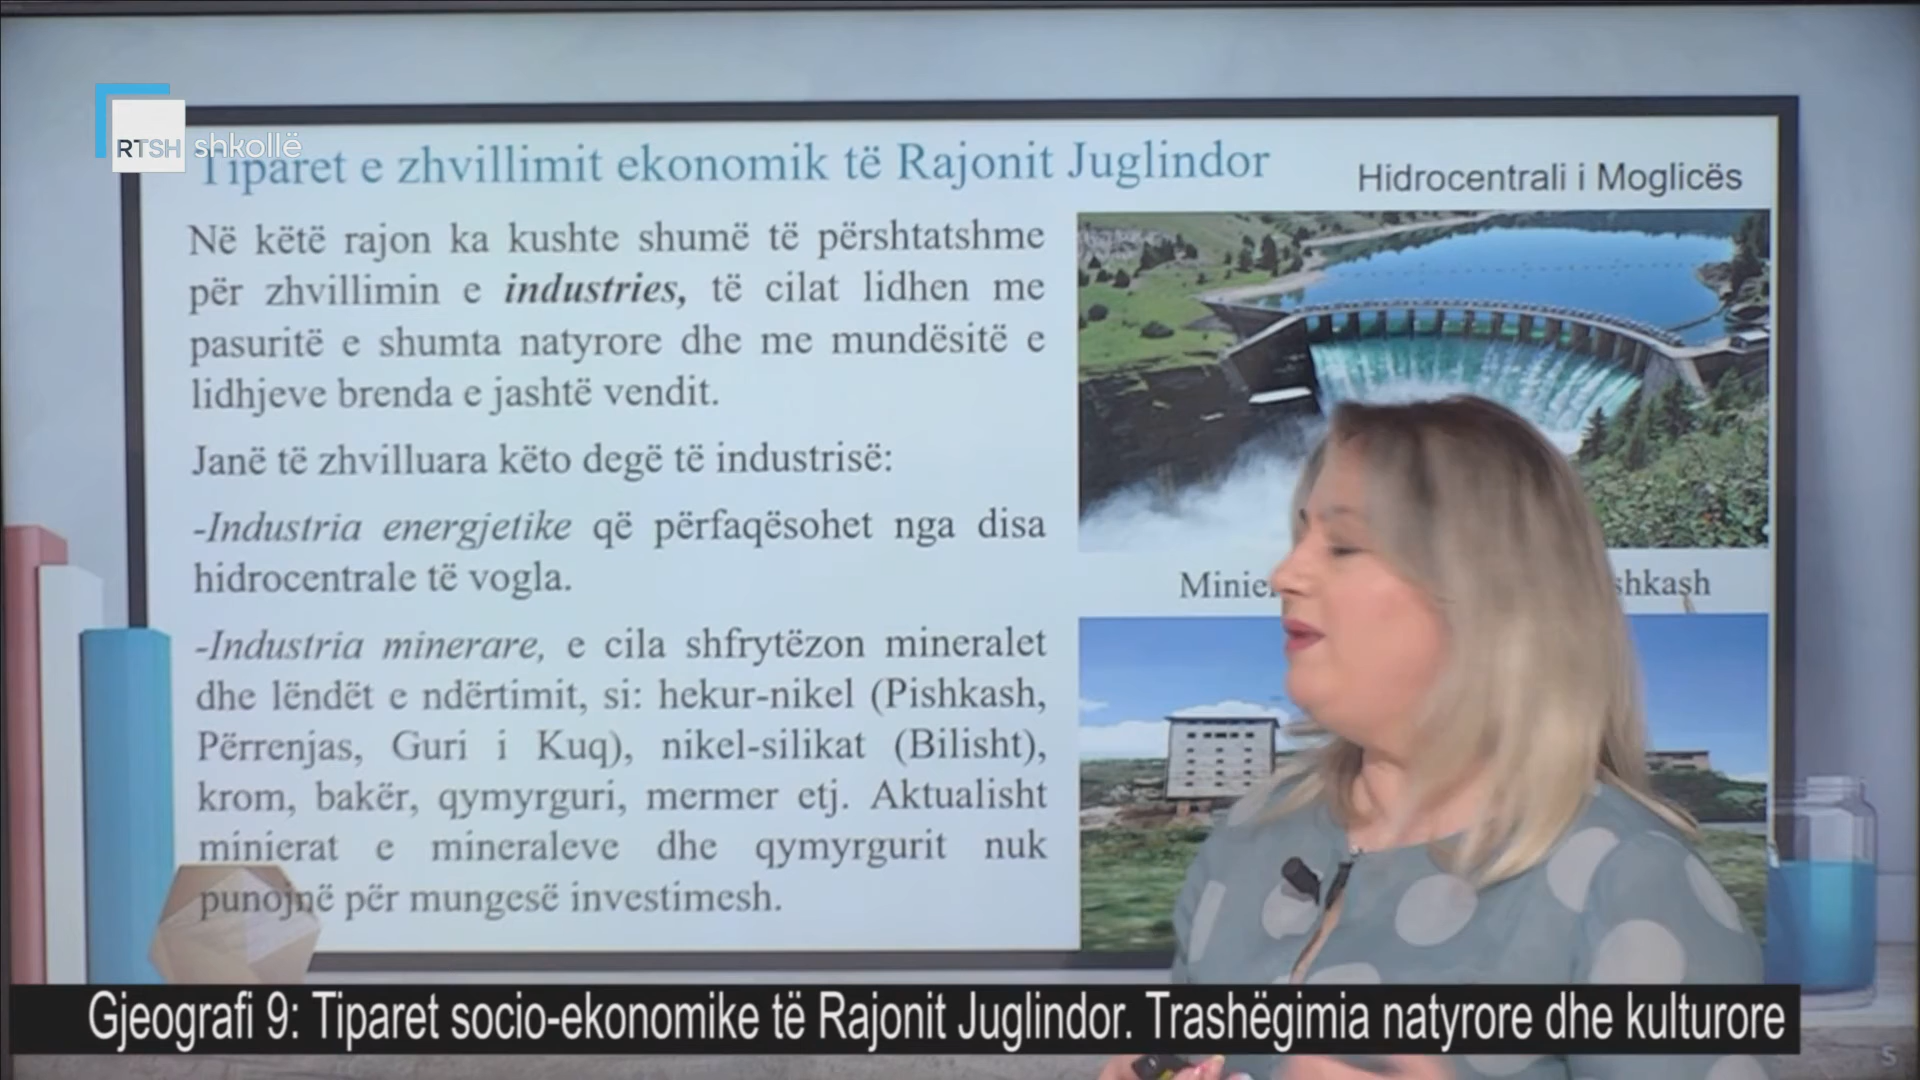 RTSH shkollë
Tiparet e zhvillimit ekonomik të Rajonit Juglindor
Hidrocentrali i Moglicës
Në këtë rajon ka kushte shumë të përshtatshme
për zhvillimin e industries, të cilat lidhen me
pasuritë e shumta natyrore dhe me mundësitë e
lidhjeve brenda e jashtë vendit.
Janë të zhvilluara këto degë të industrisë:
-Industria energjetike që përfaqësohet nga disa
hidrocentrale të vogla.
-Industria minerare, e cila shfrytëzon mineralet
dhe lëndët e ndërtimit, si: hekur-nikel (Pishkash,
Përrenjas, Guri i Kuq), nikel-silikat (Bilisht),
krom, bakër, qymyrguri, mermer etj. Aktualisht
minierat e mineraleve dhe qymyrgurit nuk
punojnë për mungesë investimesh.
Gjeografi 9: Tiparet socio-ekonomike të Rajonit Juglindor. Trashëgimia natyrore dhe kulturore